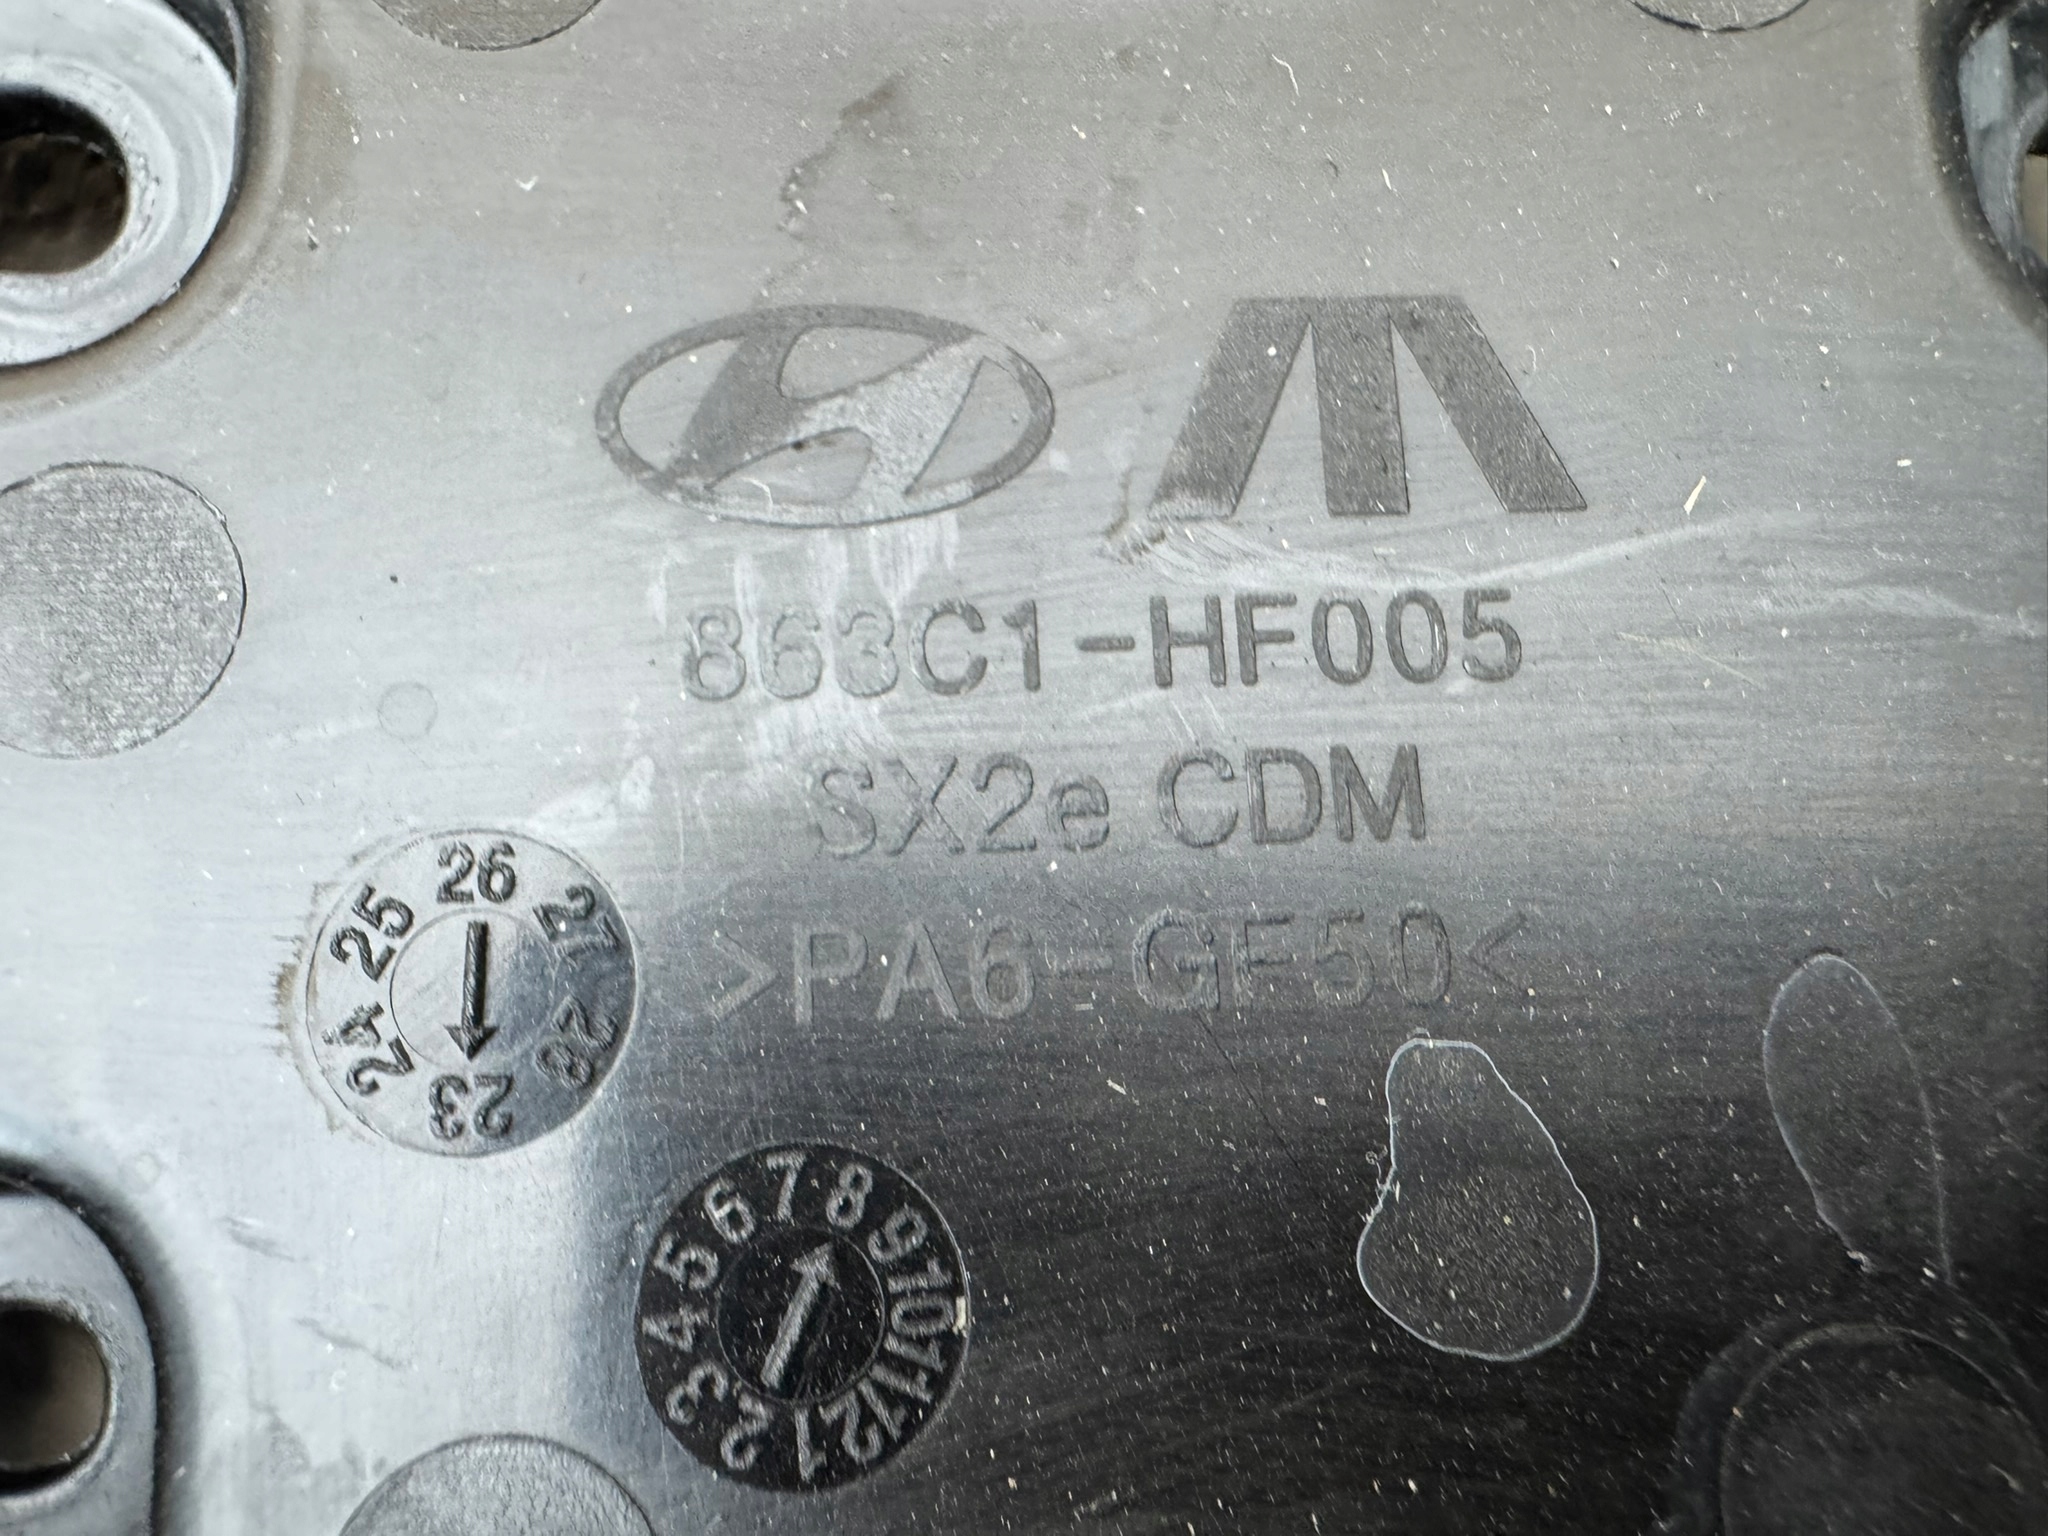 863C1-HF005
SX2e CDM
>PA6-GF50<
23 24 25 26 27 28
1 2 3 4 5 6 7 8 9 10 11 12